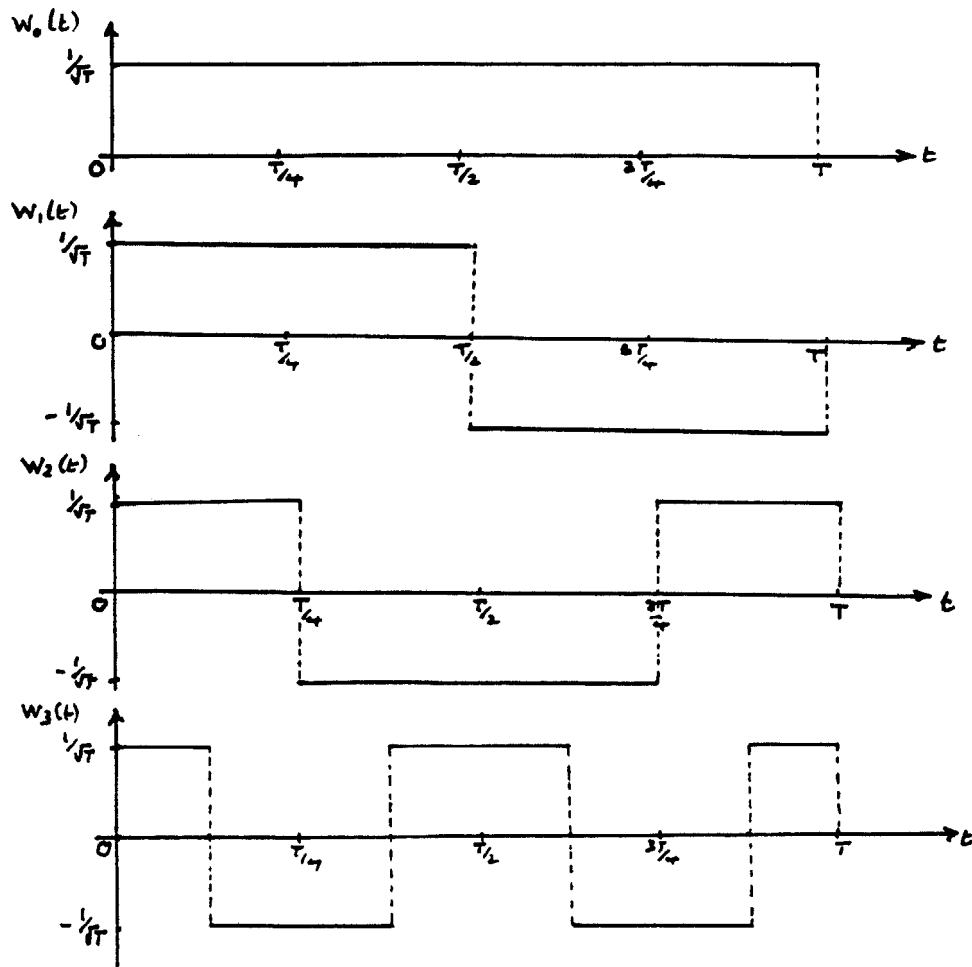 W₀(t)
1/√T
0 T/4 T/2 3T/4 T t
W₁(t)
1/√T
0 T/4 T/2 3T/4 T t
-1/√T
W₂(t)
1/√T
0 T/4 T/2 3T/4 T t
-1/√T
W₃(t)
1/√T
0 T/4 T/2 3T/4 T t
-1/√T